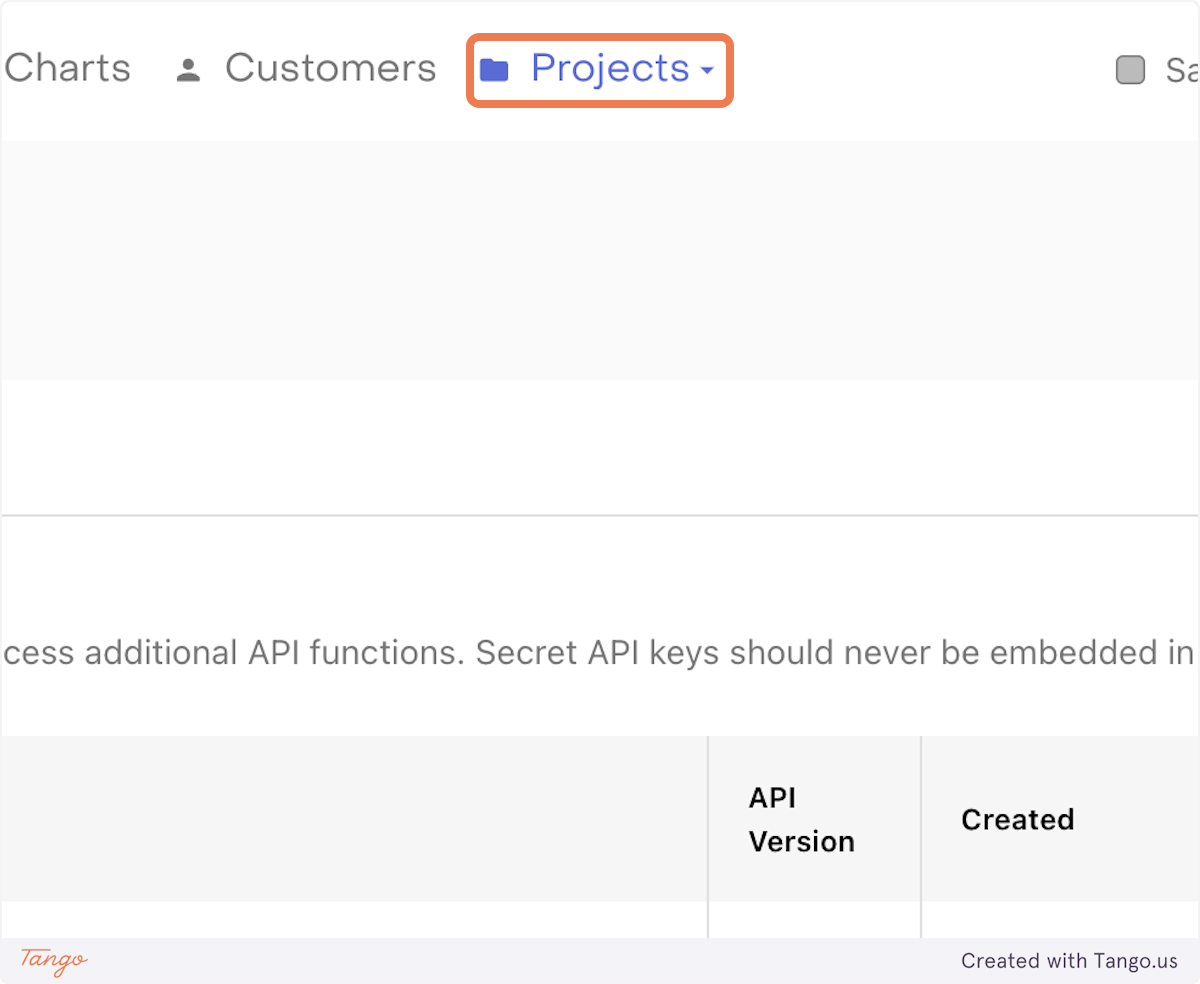 Charts Customers Projects Sa
cess additional API functions. Secret API keys should never be embedded in
API
Version
Created
Tango
Created with Tango.us